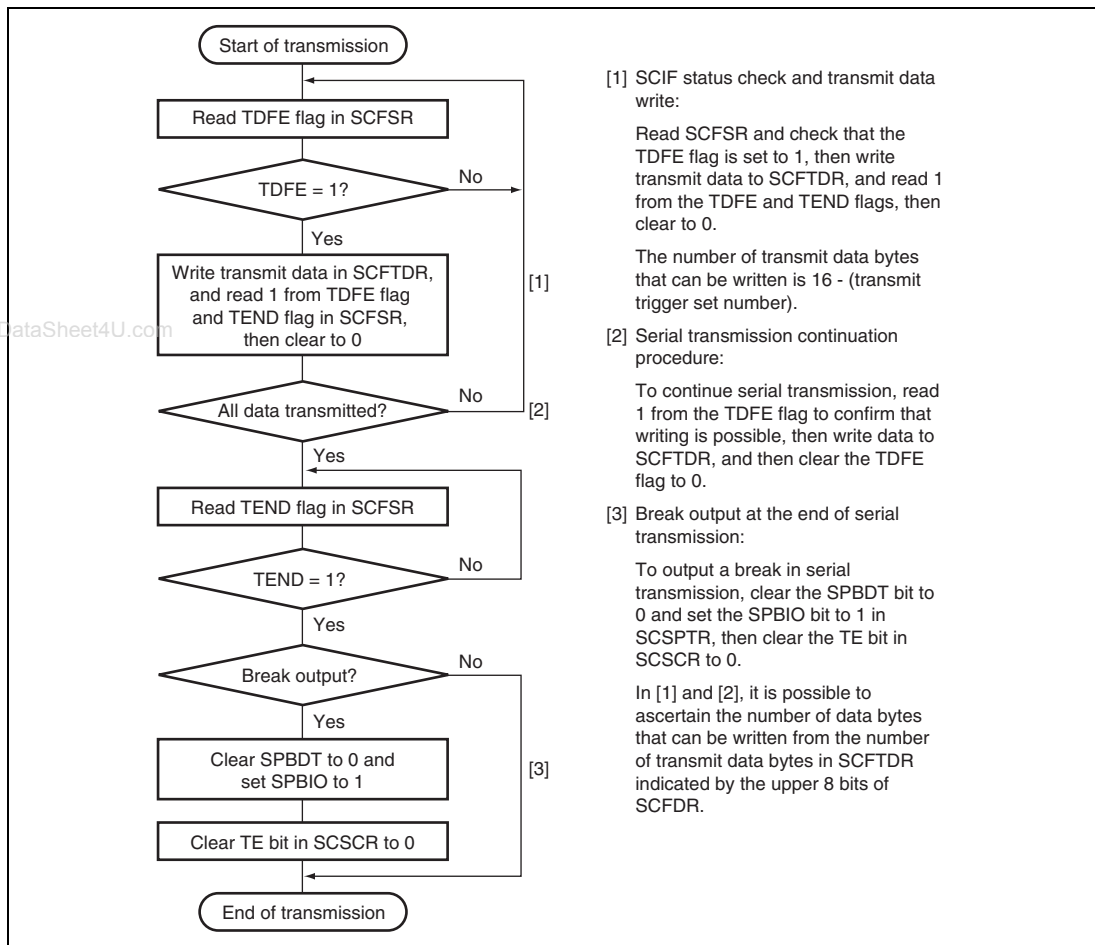 Start of transmission
Read TDFE flag in SCFSR
TDFE = 1?
No
Yes
Write transmit data in SCFTDR,
and read 1 from TDFE flag
and TEND flag in SCFSR,
then clear to 0
[1]
All data transmitted?
No
[2]
Yes
Read TEND flag in SCFSR
TEND = 1?
No
Yes
Break output?
No
Yes
Clear SPBDT to 0 and
set SPBIO to 1
[3]
Clear TE bit in SCSCR to 0
End of transmission
[1] SCIF status check and transmit data
write:
Read SCFSR and check that the
TDFE flag is set to 1, then write
transmit data to SCFTDR, and read 1
from the TDFE and TEND flags, then
clear to 0.
The number of transmit data bytes
that can be written is 16 - (transmit
trigger set number).
[2] Serial transmission continuation
procedure:
To continue serial transmission, read
1 from the TDFE flag to confirm that
writing is possible, then write data to
SCFTDR, and then clear the TDFE
flag to 0.
[3] Break output at the end of serial
transmission:
To output a break in serial
transmission, clear the SPBDT bit to
0 and set the SPBIO bit to 1 in
SCSPTR, then clear the TE bit in
SCSCR to 0.
In [1] and [2], it is possible to
ascertain the number of data bytes
that can be written from the number
of transmit data bytes in SCFTDR
indicated by the upper 8 bits of
SCFDR.
DataSheet4U.com